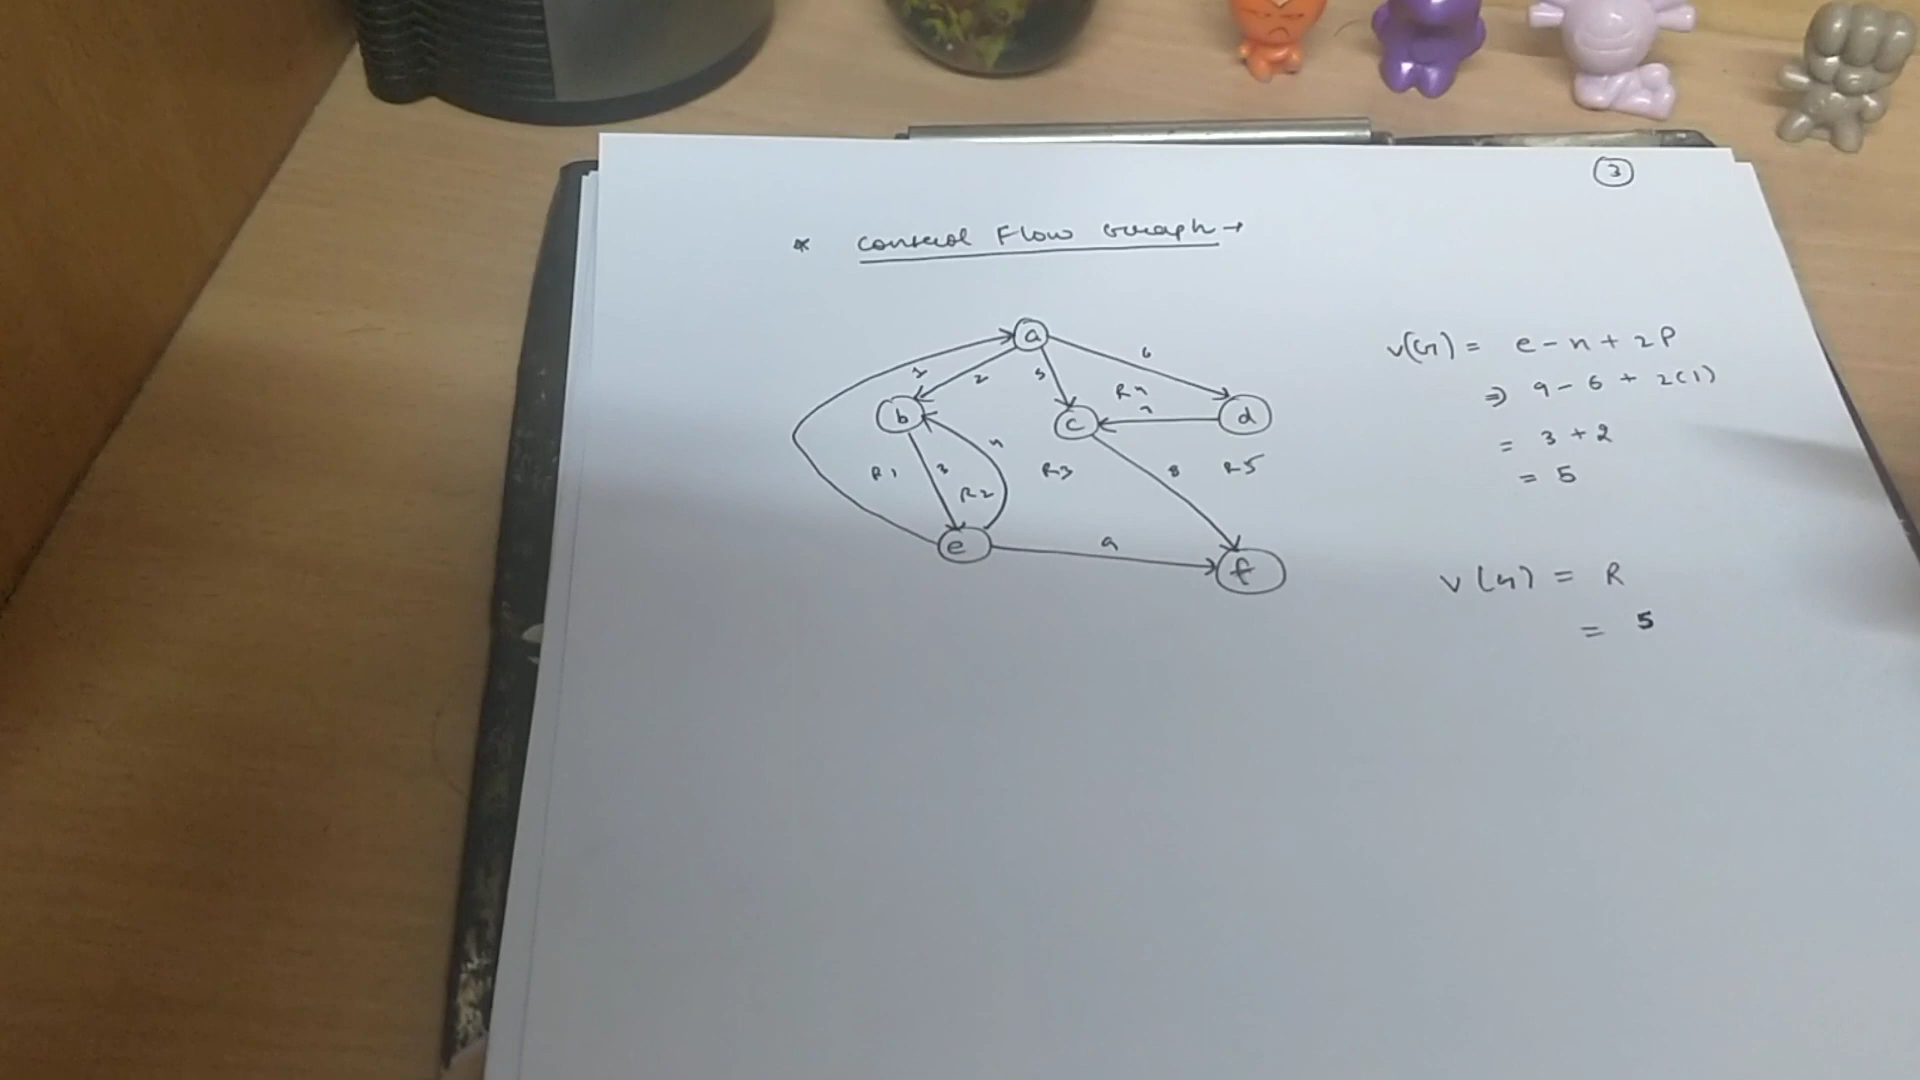 3
* Control Flow Graph →
a
1 2 5 6
R4
7
b c d
R1 3 R2 4 R3 8 R5
e 9 f
v(G) = e - n + 2P
⇒ 9 - 6 + 2(1)
= 3 + 2
= 5
v(G) = R
= 5